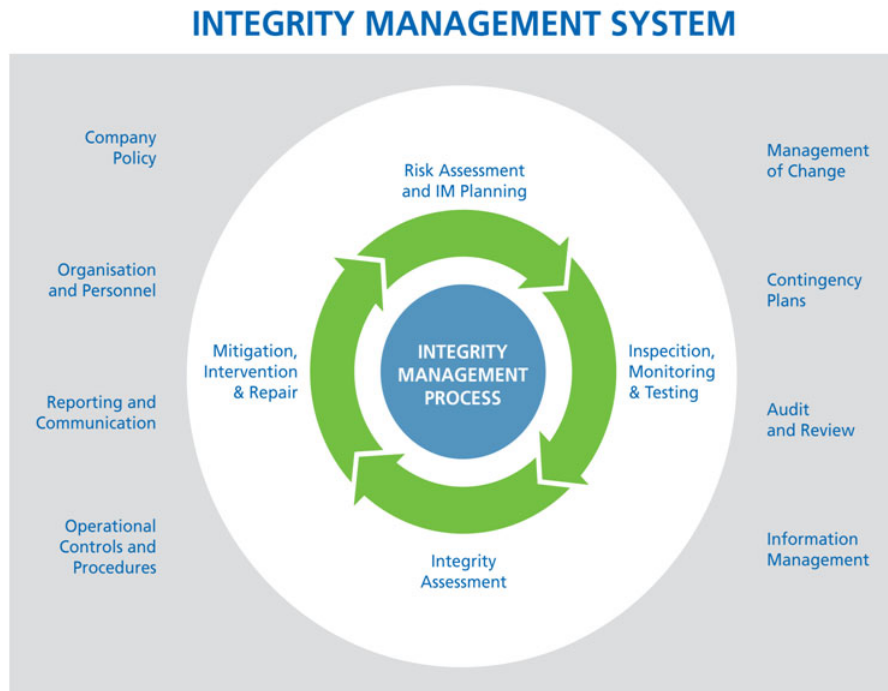 INTEGRITY MANAGEMENT SYSTEM
Company
Policy
Organisation
and Personnel
Reporting and
Communication
Operational
Controls and
Procedures
Risk Assessment
and IM Planning
Mitigation,
Intervention
& Repair
INTEGRITY
MANAGEMENT
PROCESS
Inspecition,
Monitoring
& Testing
Integrity
Assessment
Management
of Change
Contingency
Plans
Audit
and Review
Information
Management